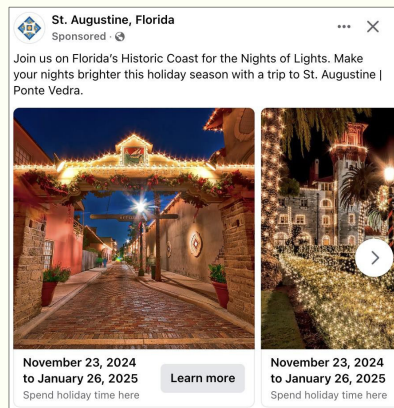 St. Augustine, Florida
Sponsored ·
Join us on Florida's Historic Coast for the Nights of Lights. Make
your nights brighter this holiday season with a trip to St. Augustine |
Ponte Vedra.
November 23, 2024
to January 26, 2025
Spend holiday time here
Learn more
November 23, 2024
to January 26, 2025
Spend holiday time here